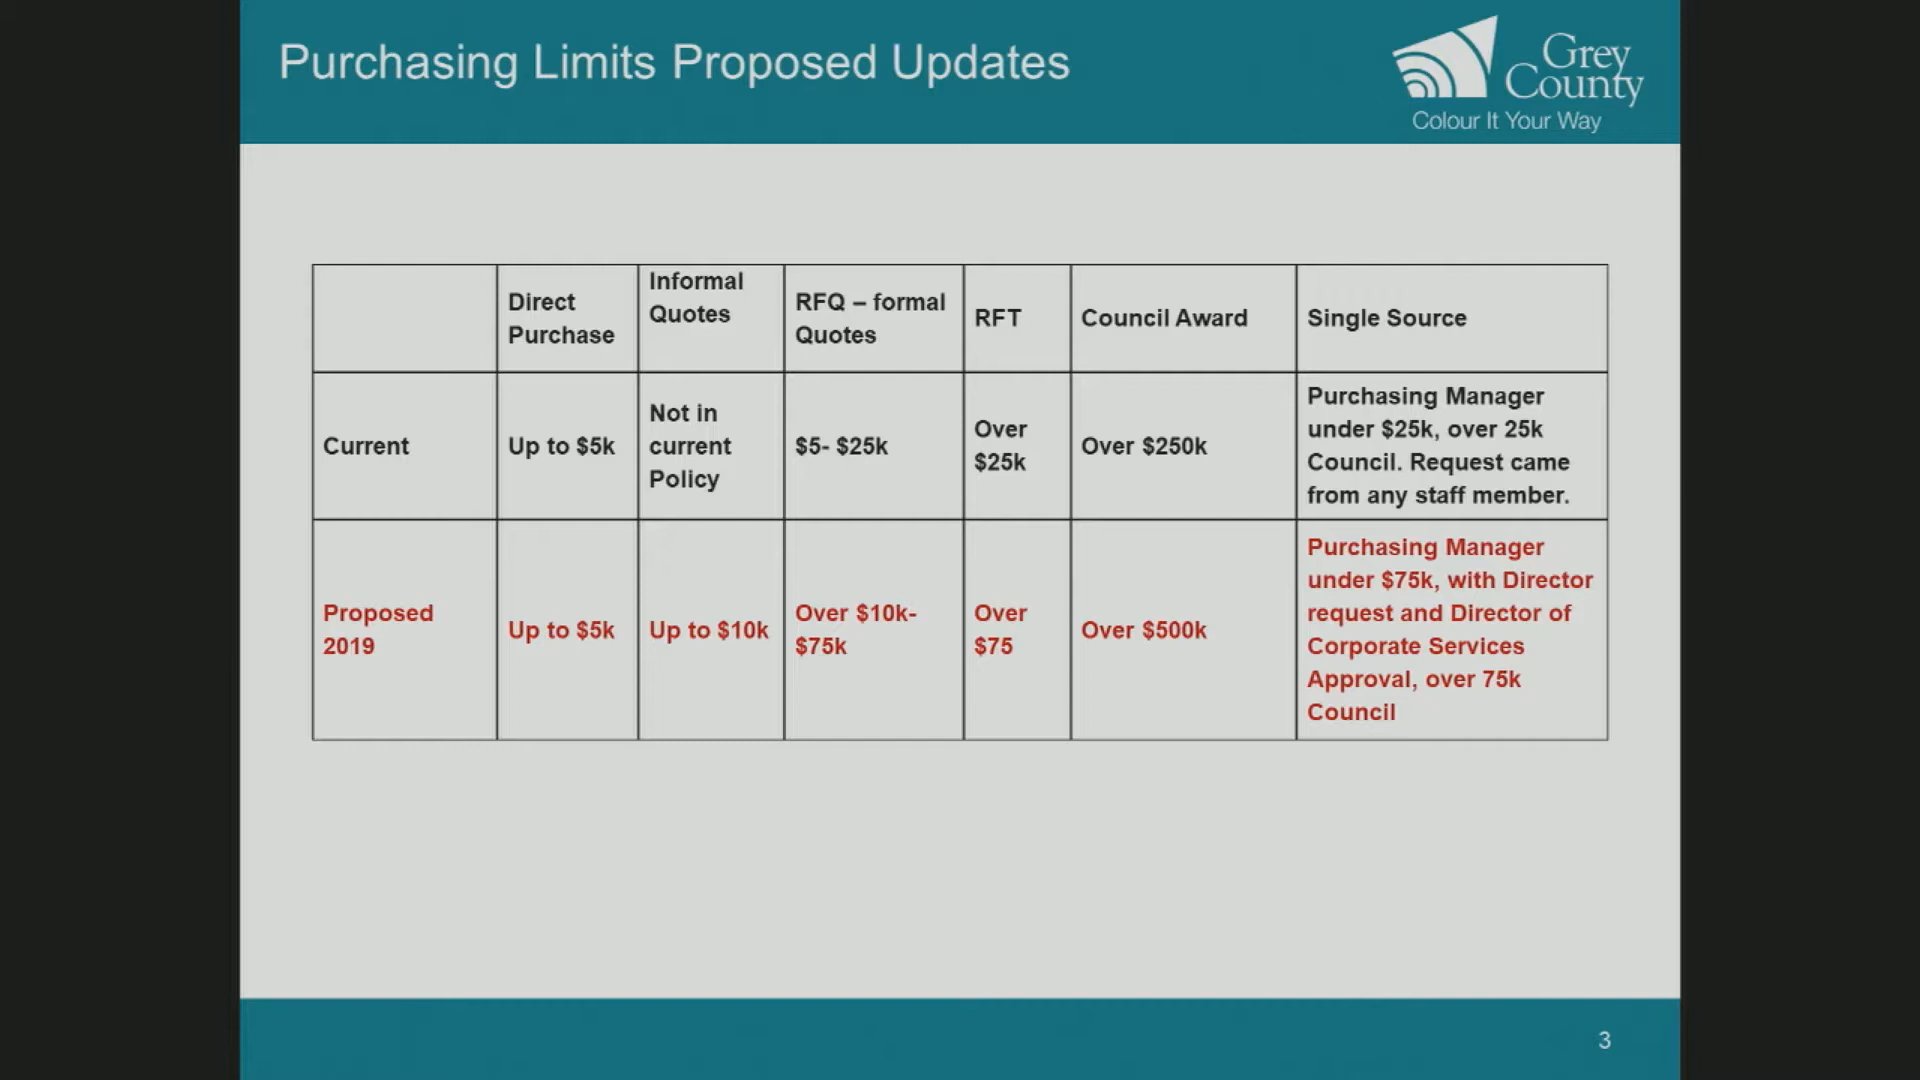 Purchasing Limits Proposed Updates
Grey
County
Colour It Your Way
Direct
Purchase
Informal
Quotes
RFQ – formal
Quotes
RFT
Council Award
Single Source
Current
Up to $5k
Not in
current
Policy
$5- $25k
Over
$25k
Over $250k
Purchasing Manager
under $25k, over 25k
Council. Request came
from any staff member.
Proposed
2019
Up to $5k
Up to $10k
Over $10k-
$75k
Over
$75
Over $500k
Purchasing Manager
under $75k, with Director
request and Director of
Corporate Services
Approval, over 75k
Council
3